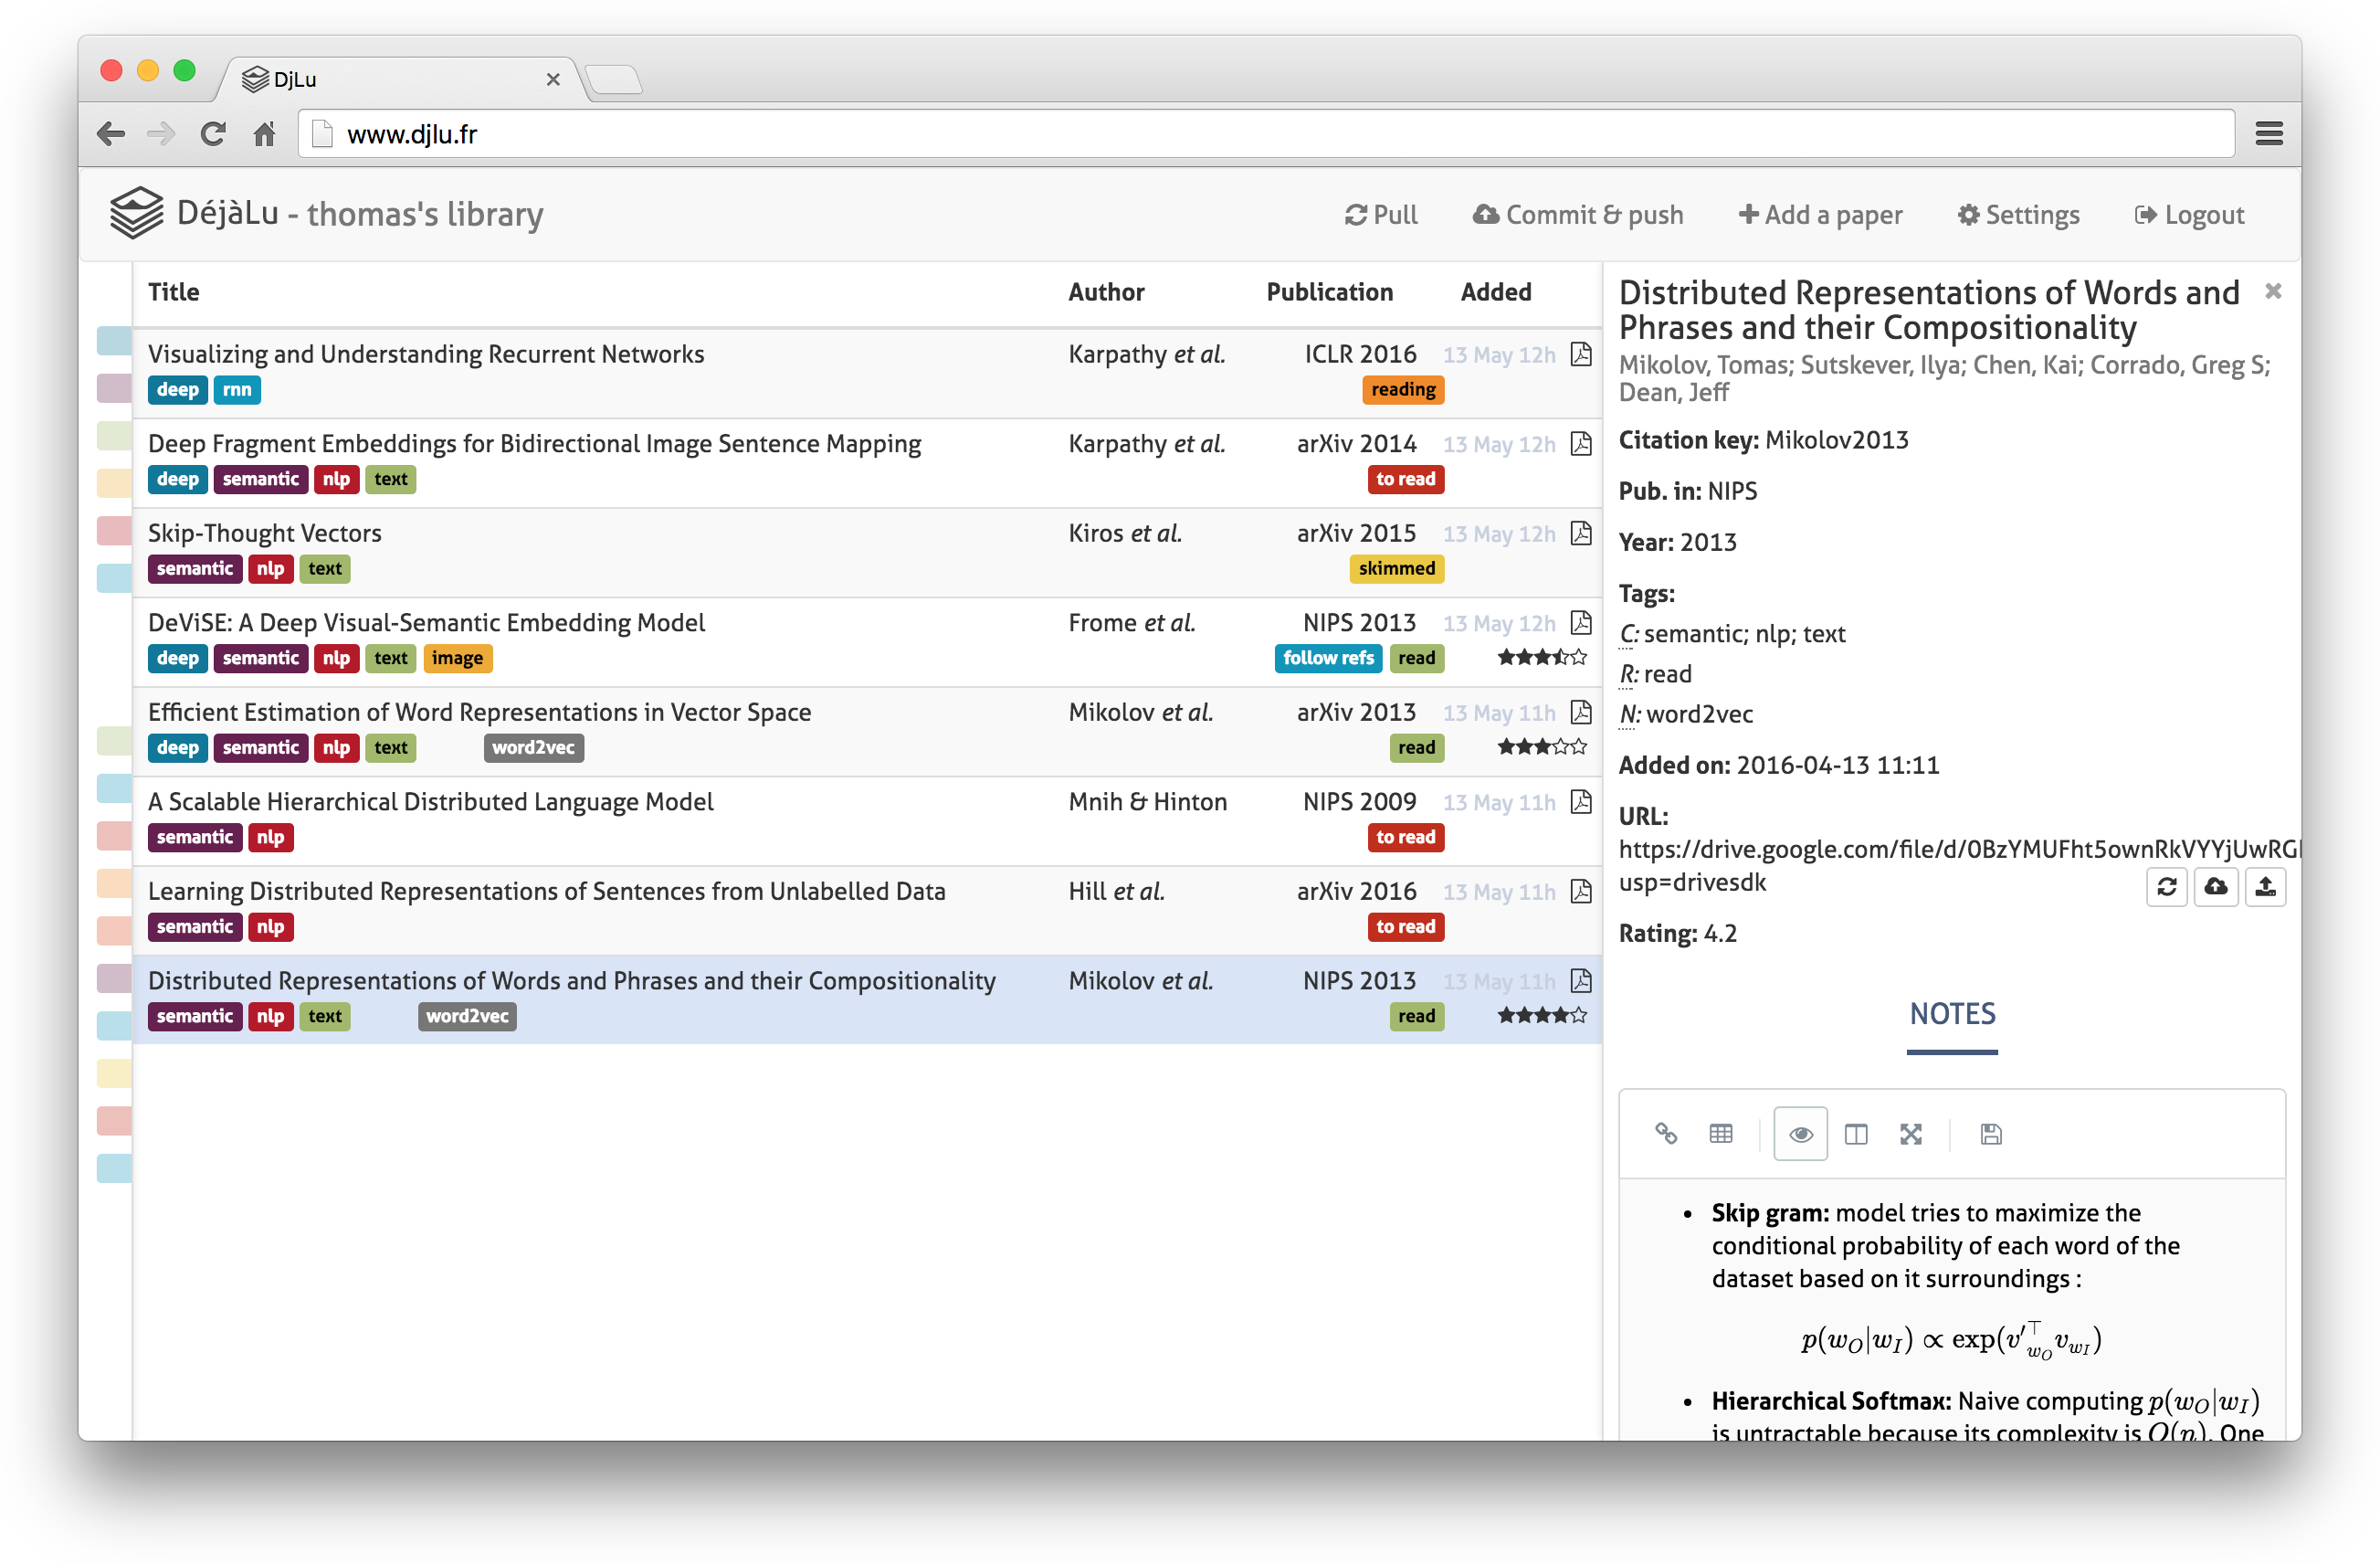 DjLu
www.djlu.fr
DéjàLu - thomas's library
Pull
Commit & push
Add a paper
Settings
Logout
Title Author Publication Added
Visualizing and Understanding Recurrent Networks Karpathy et al. ICLR 2016 13 May 12h
deep rnn reading
Deep Fragment Embeddings for Bidirectional Image Sentence Mapping Karpathy et al. arXiv 2014 13 May 12h
deep semantic nlp text to read
Skip-Thought Vectors Kiros et al. arXiv 2015 13 May 12h
semantic nlp text skimmed
DeViSE: A Deep Visual-Semantic Embedding Model Frome et al. NIPS 2013 13 May 12h
deep semantic nlp text image follow refs read
Efficient Estimation of Word Representations in Vector Space Mikolov et al. arXiv 2013 13 May 11h
deep semantic nlp text word2vec read
A Scalable Hierarchical Distributed Language Model Mnih & Hinton NIPS 2009 13 May 11h
semantic nlp to read
Learning Distributed Representations of Sentences from Unlabelled Data Hill et al. arXiv 2016 13 May 11h
semantic nlp to read
Distributed Representations of Words and Phrases and their Compositionality Mikolov et al. NIPS 2013 13 May 11h
semantic nlp text word2vec read
Distributed Representations of Words and
Phrases and their Compositionality
Mikolov, Tomas; Sutskever, Ilya; Chen, Kai; Corrado, Greg S;
Dean, Jeff
Citation key: Mikolov2013
Pub. in: NIPS
Year: 2013
Tags:
C: semantic; nlp; text
R: read
N: word2vec
Added on: 2016-04-13 11:11
URL:
https://drive.google.com/file/d/0BzYMUFht5ownRkVYYjUwRG
usp=drivesdk
Rating: 4.2
NOTES
• Skip gram: model tries to maximize the
conditional probability of each word of the
dataset based on it surroundings :
p(w_O|w_I) ∝ exp(v′_{w_O}^⊤ v_{w_I})
• Hierarchical Softmax: Naive computing p(w_O|w_I)
is untractable because its complexity is O(n). One